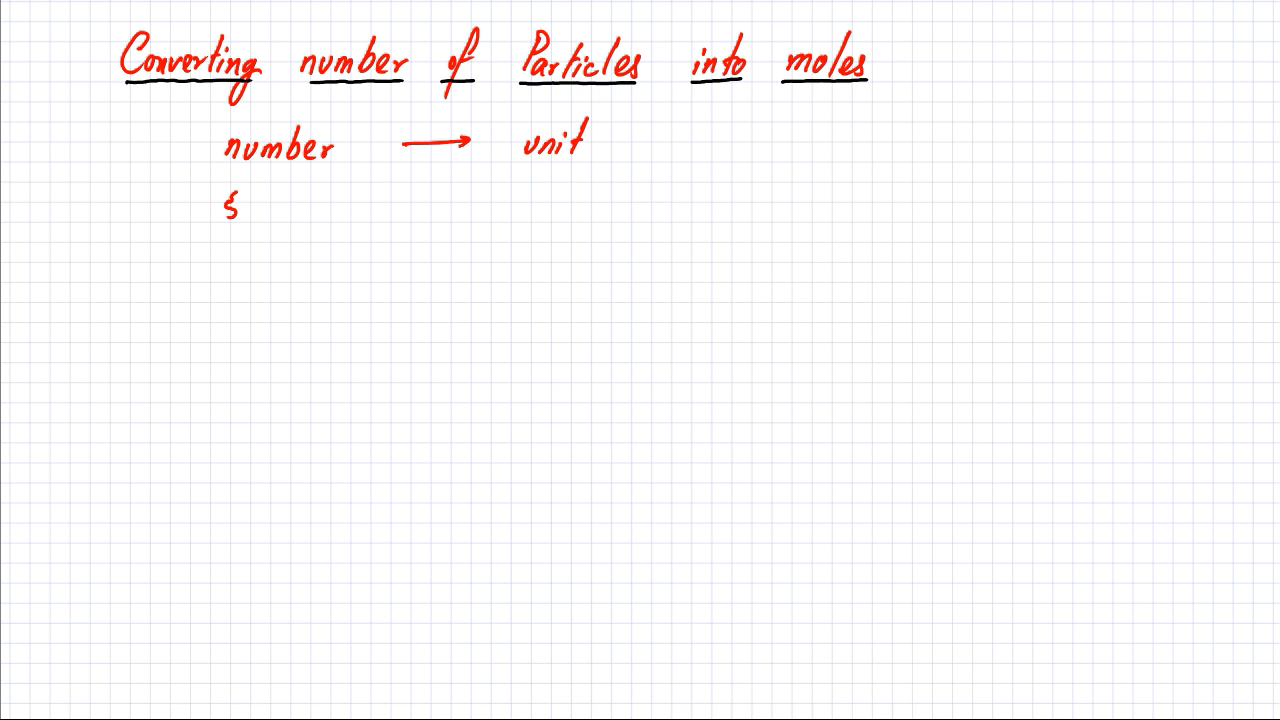 Converting number of Particles into moles
number → unit